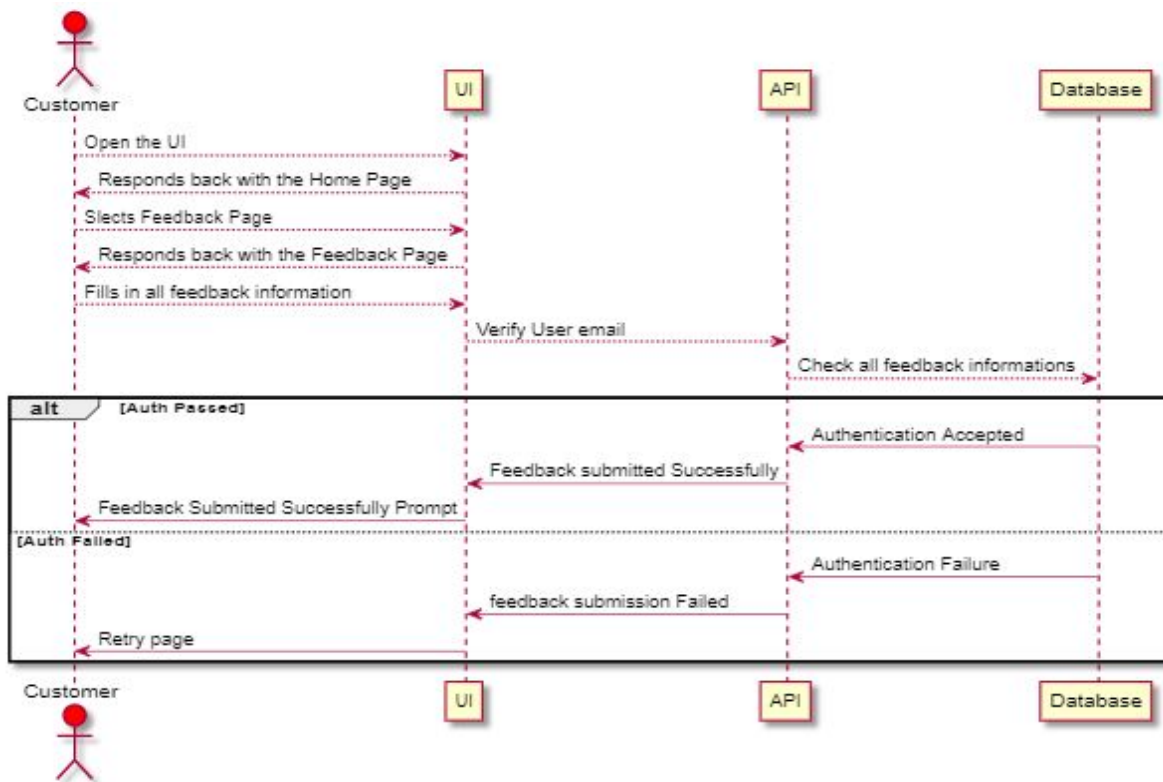 Customer
UI
API
Database
Open the UI
Responds back with the Home Page
Slects Feedback Page
Responds back with the Feedback Page
Fills in all feedback information
Verify User email
Check all feedback informations
alt [Auth Passed]
Authentication Accepted
Feedback submitted Successfully
Feedback Submitted Successfully Prompt
[Auth Failed]
Authentication Failure
feedback submission Failed
Retry page
Customer
UI
API
Database